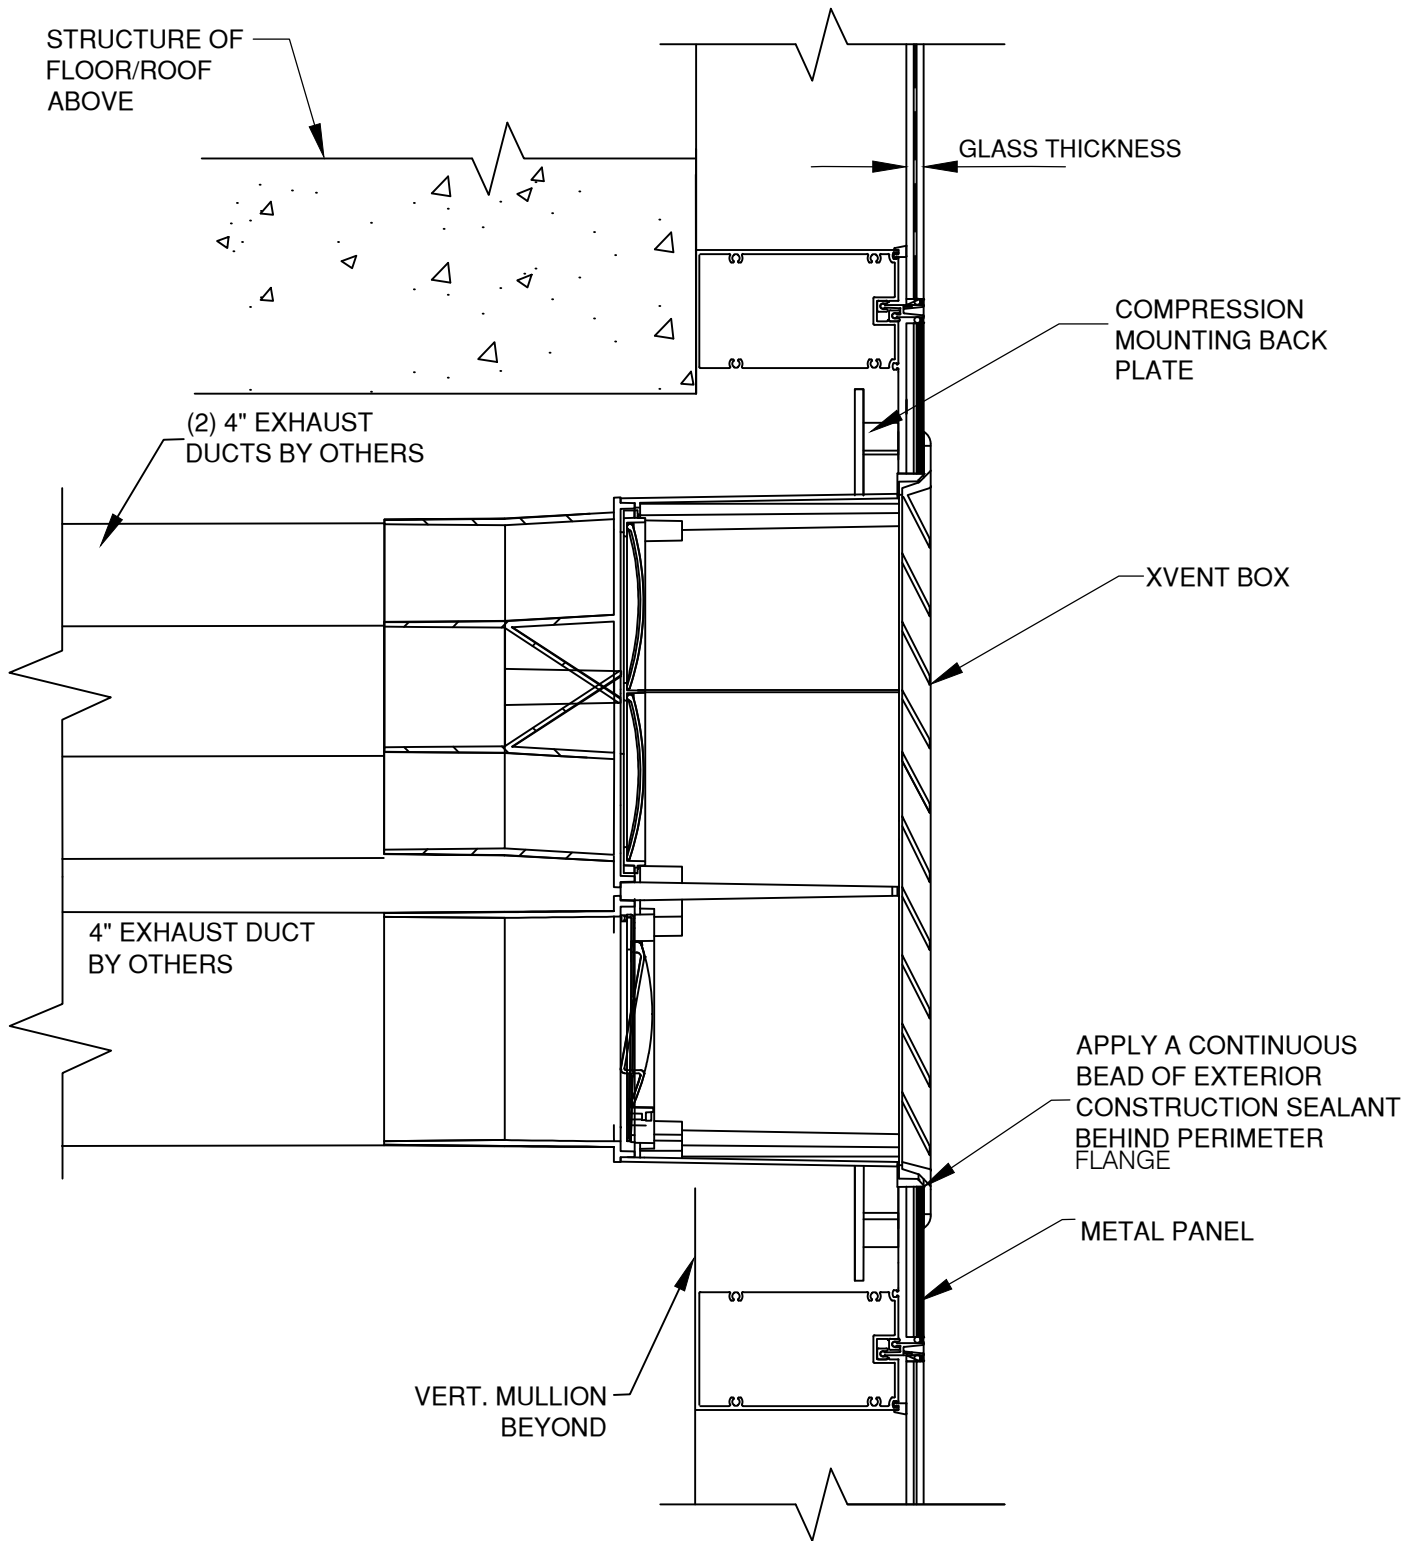 STRUCTURE OF
FLOOR/ROOF
ABOVE
GLASS THICKNESS
COMPRESSION
MOUNTING BACK
PLATE
(2) 4" EXHAUST
DUCTS BY OTHERS
XVENT BOX
4" EXHAUST DUCT
BY OTHERS
APPLY A CONTINUOUS
BEAD OF EXTERIOR
CONSTRUCTION SEALANT
BEHIND PERIMETER
FLANGE
METAL PANEL
VERT. MULLION
BEYOND